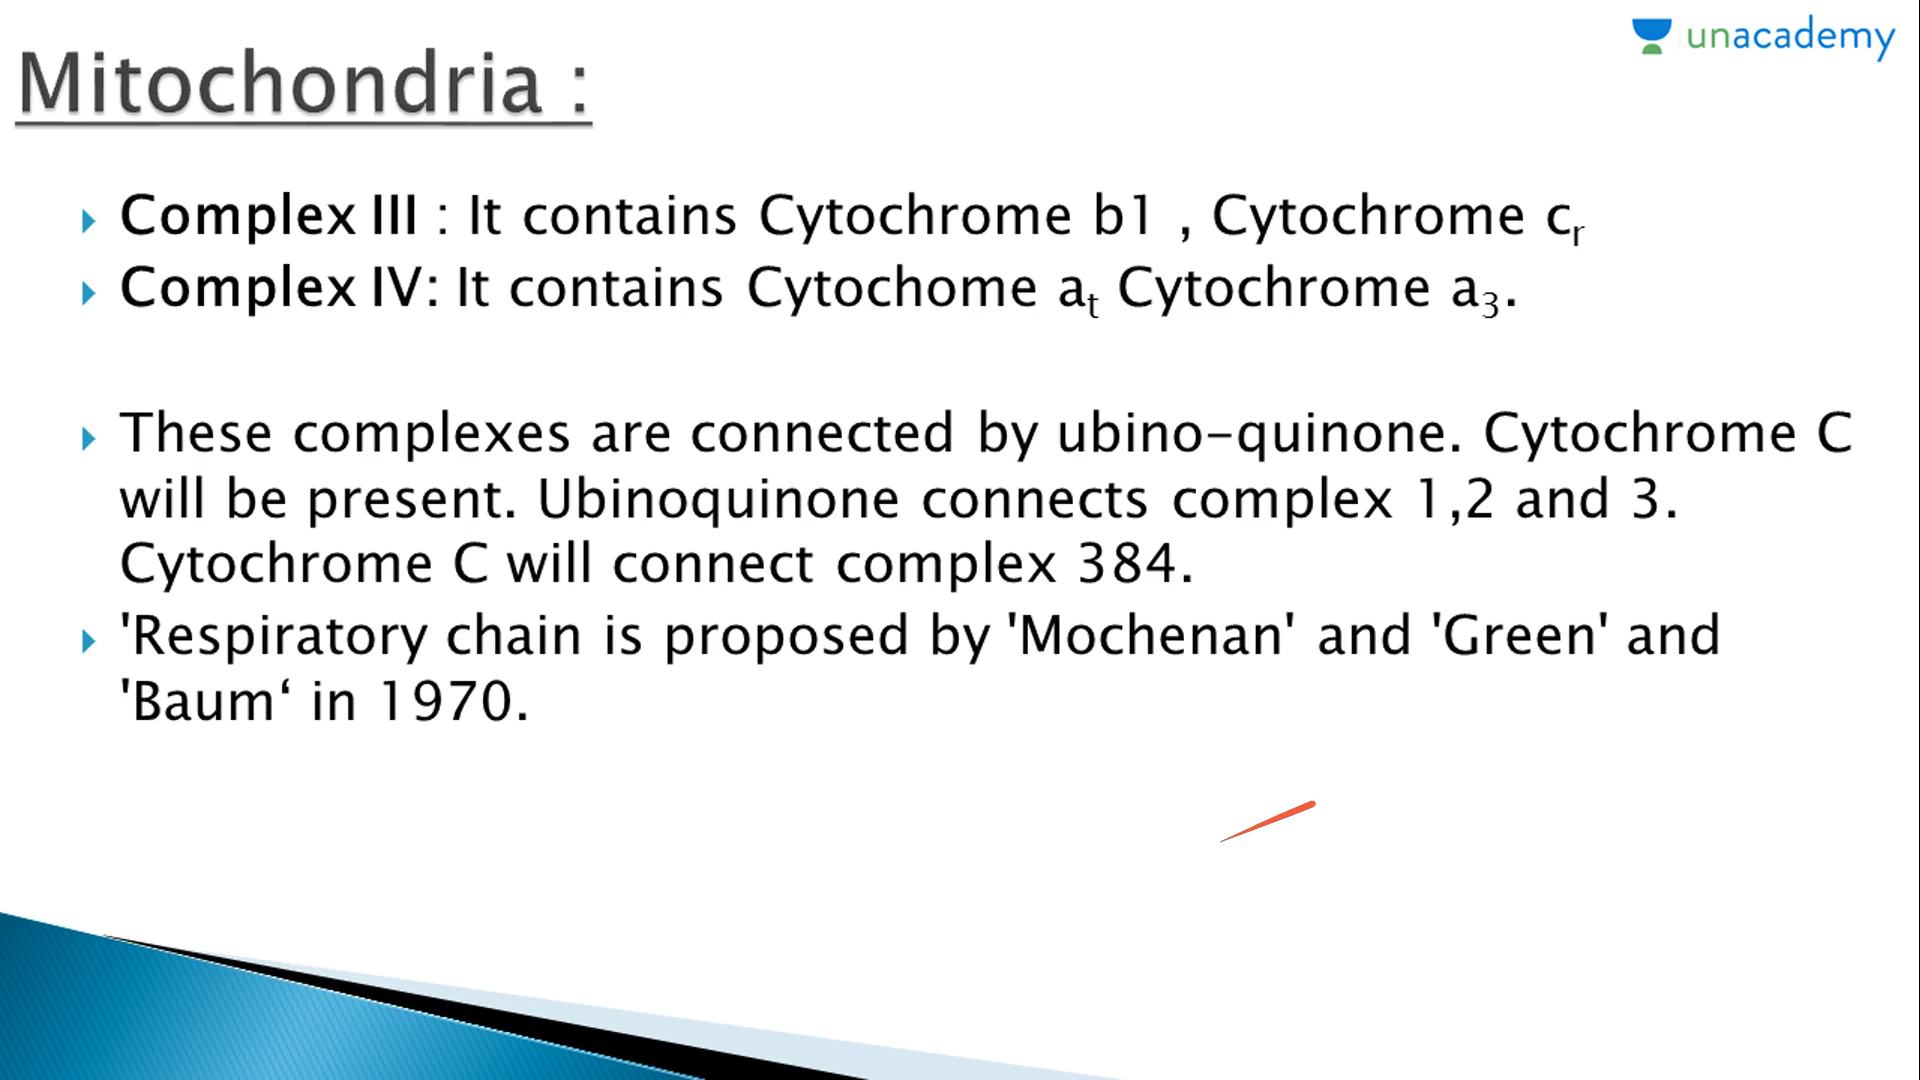 unacademy
Mitochondria :
Complex III : It contains Cytochrome b1 , Cytochrome cr
Complex IV: It contains Cytochome at Cytochrome a3.
These complexes are connected by ubino-quinone. Cytochrome C
will be present. Ubinoquinone connects complex 1,2 and 3.
Cytochrome C will connect complex 384.
'Respiratory chain is proposed by 'Mochenan' and 'Green' and
'Baum‘ in 1970.